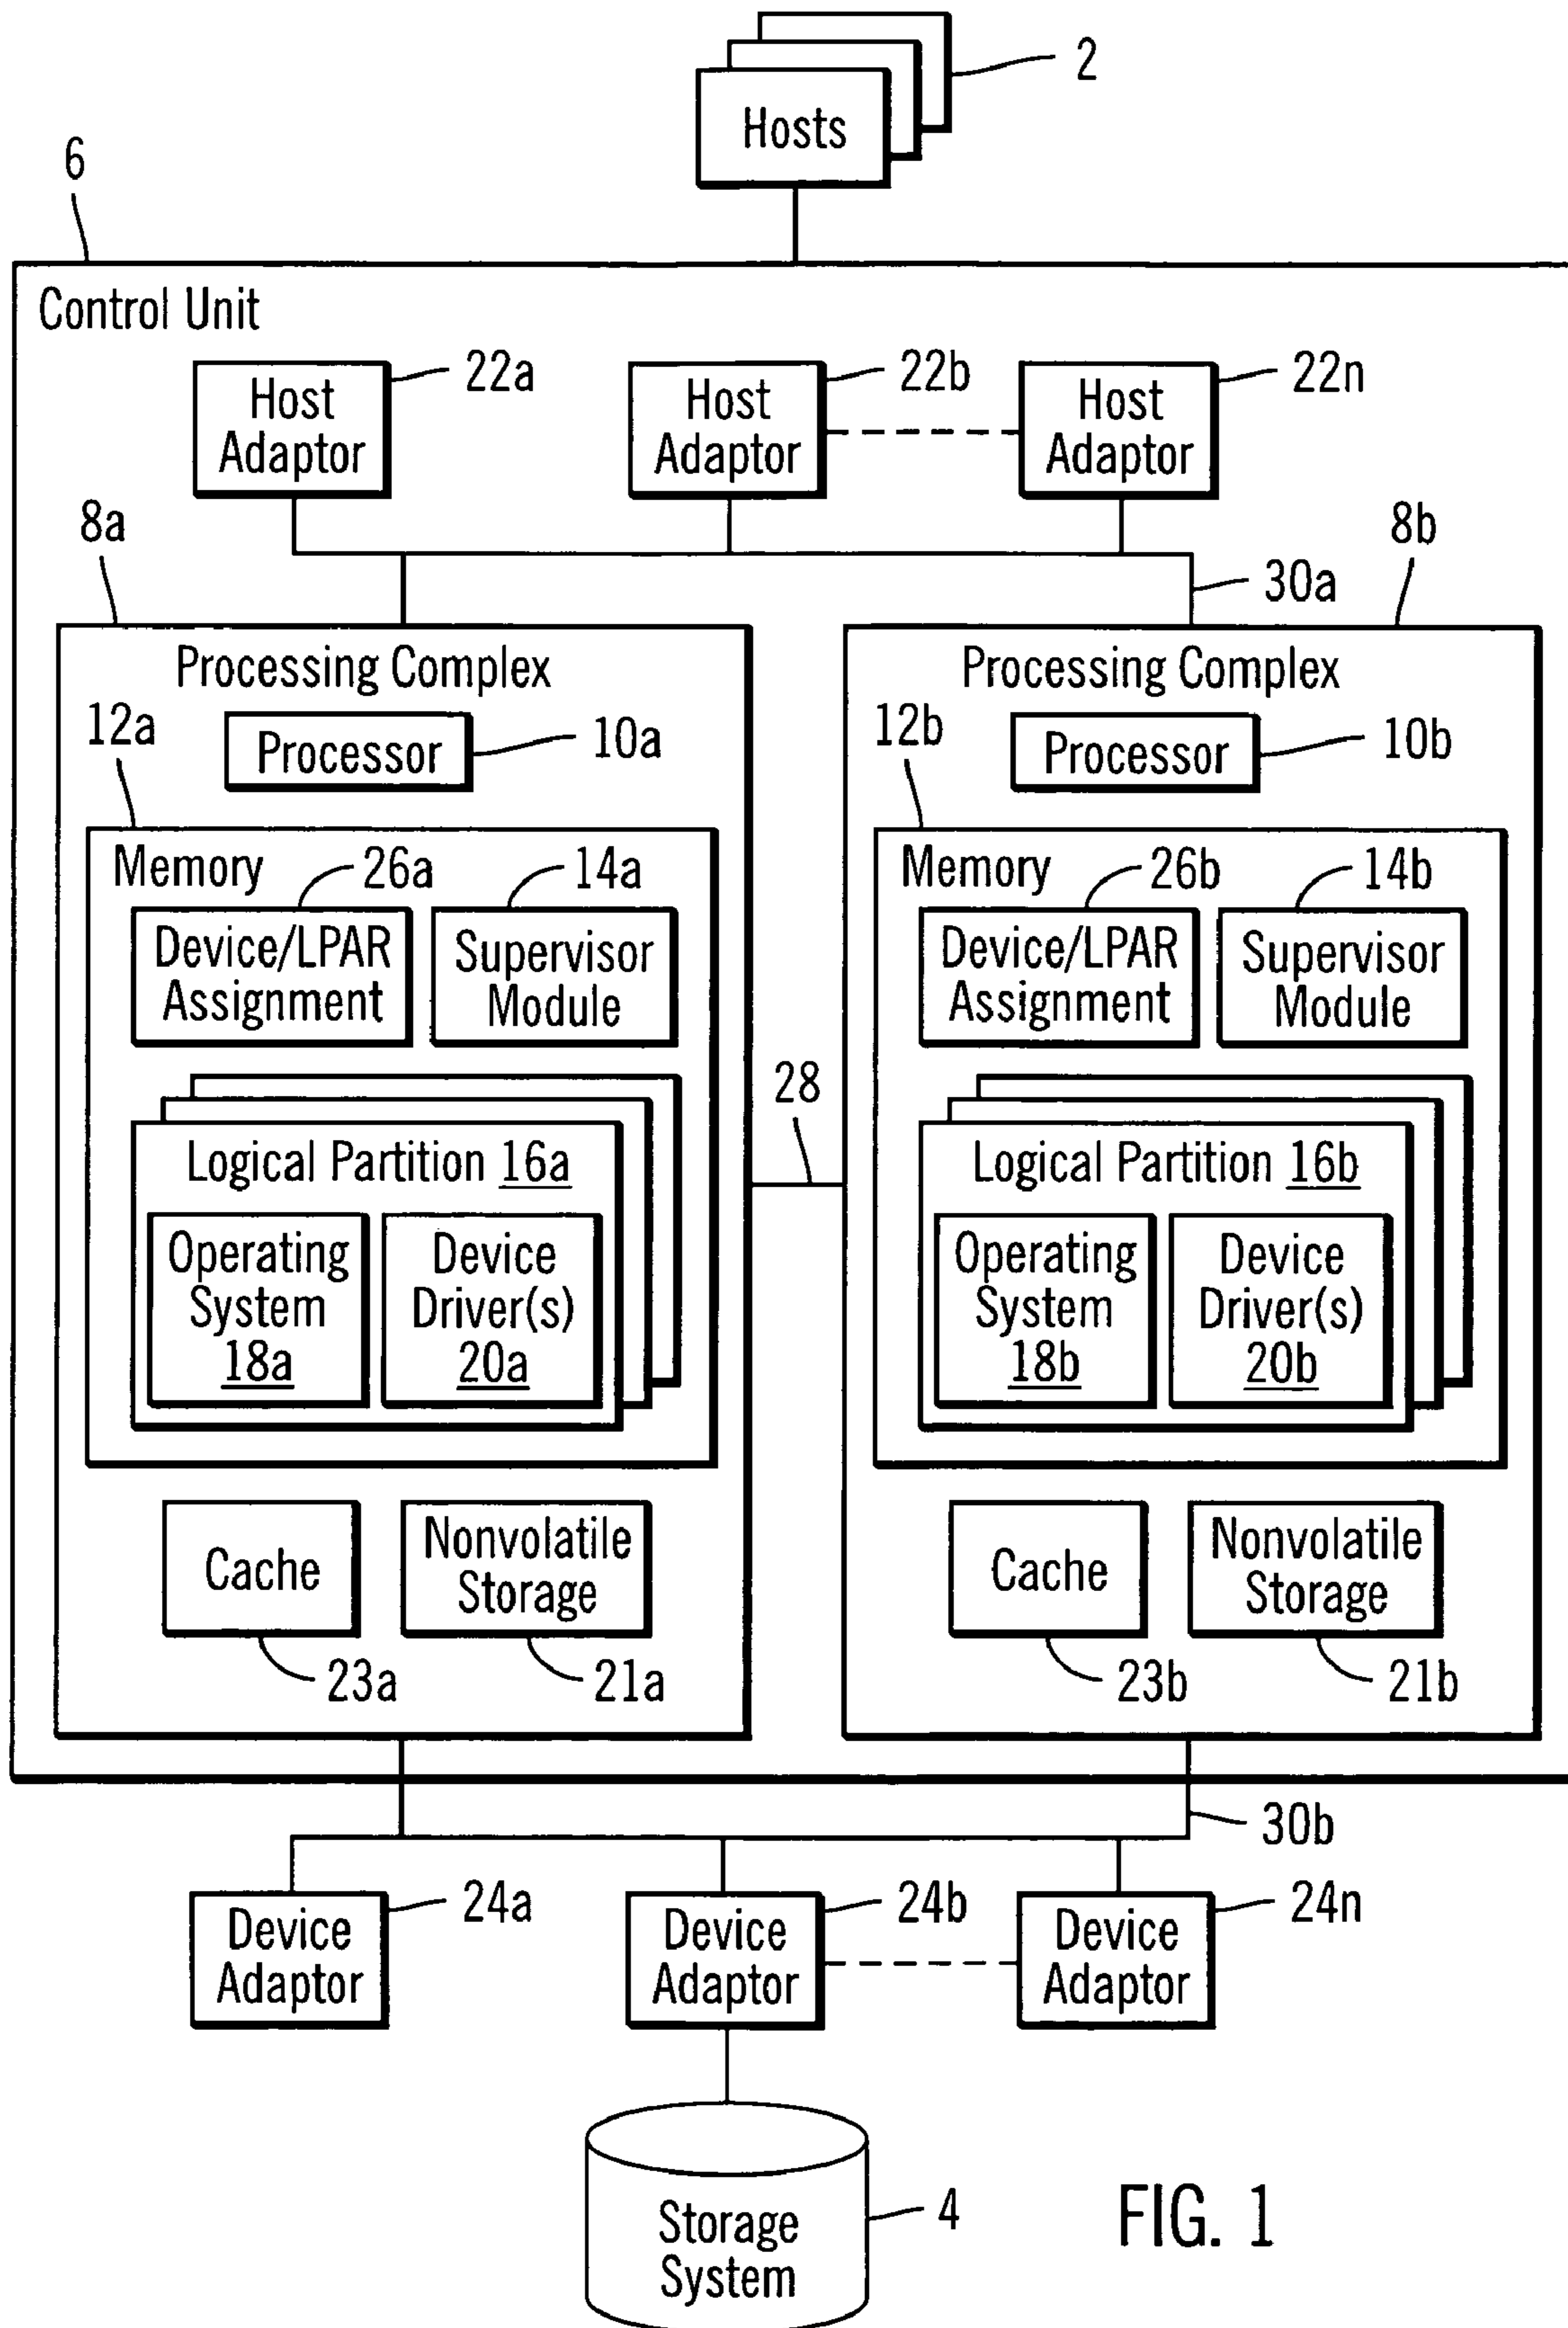 2
Hosts
6
Control Unit
22a
22b
22n
Host
Adaptor
Host
Adaptor
Host
Adaptor
8a
8b
30a
Processing Complex
Processing Complex
12a
Processor
10a
12b
Processor
10b
Memory
26a
14a
Memory
26b
14b
Device/LPAR
Assignment
Supervisor
Module
Device/LPAR
Assignment
Supervisor
Module
28
Logical Partition 16a
Logical Partition 16b
Operating
System
18a
Device
Driver(s)
20a
Operating
System
18b
Device
Driver(s)
20b
Cache
Nonvolatile
Storage
Cache
Nonvolatile
Storage
23a
21a
23b
21b
30b
24a
24b
24n
Device
Adaptor
Device
Adaptor
Device
Adaptor
Storage
System
4
FIG. 1